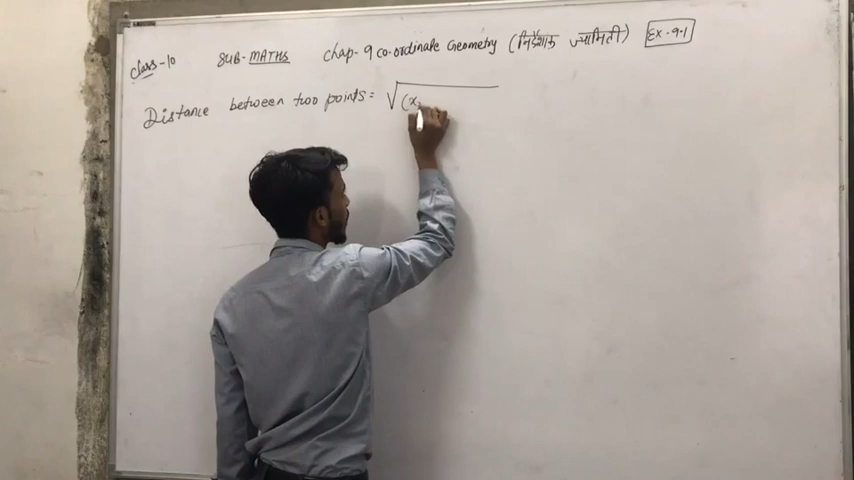 class-10 SUB-MATHS Chap-9 co-ordinate Geometry (निर्देशांक ज्यामिती) Ex-9.1
Distance between two points = √(x